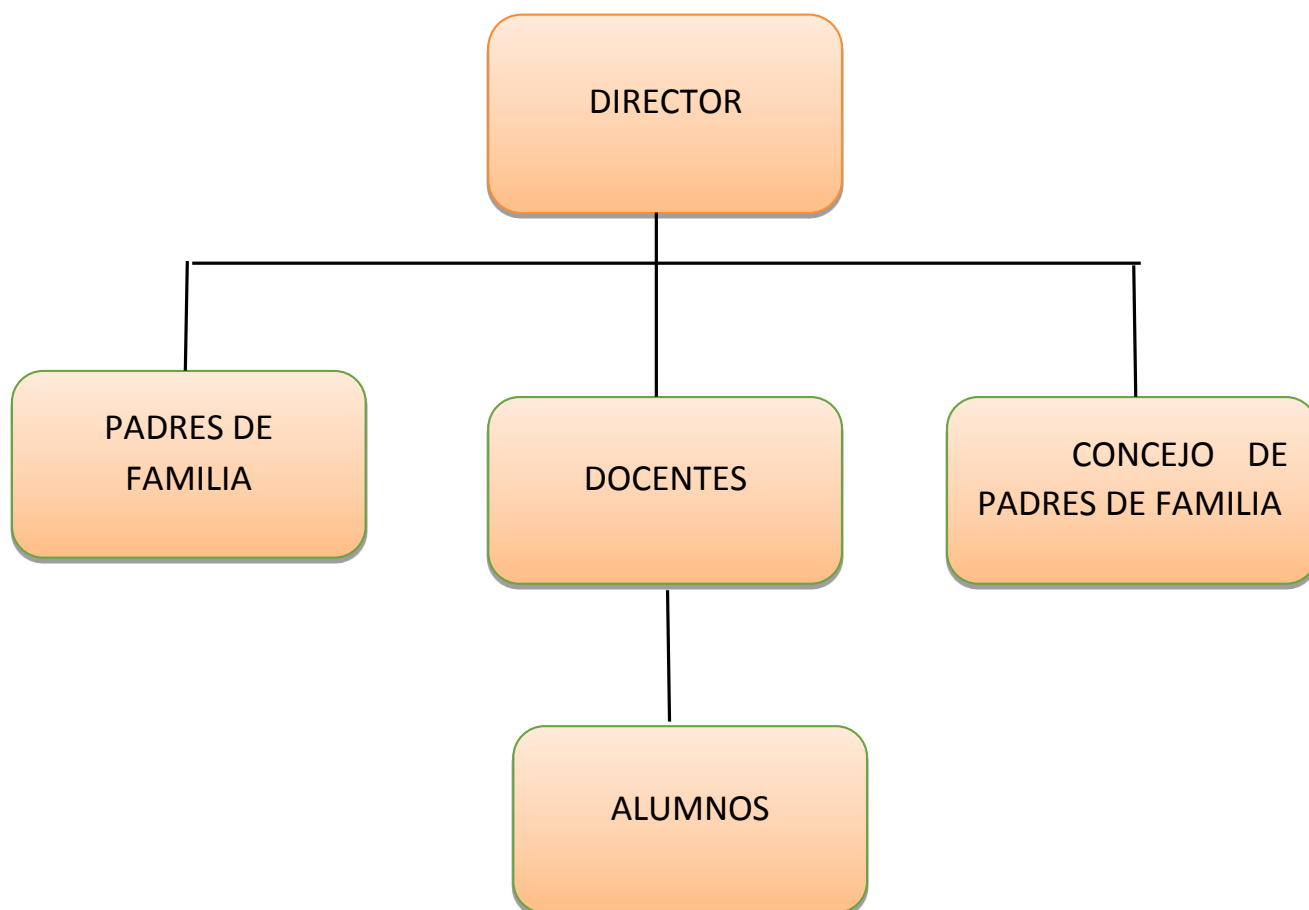 DIRECTOR
PADRES DE
FAMILIA
DOCENTES
CONCEJO DE
PADRES DE FAMILIA
ALUMNOS